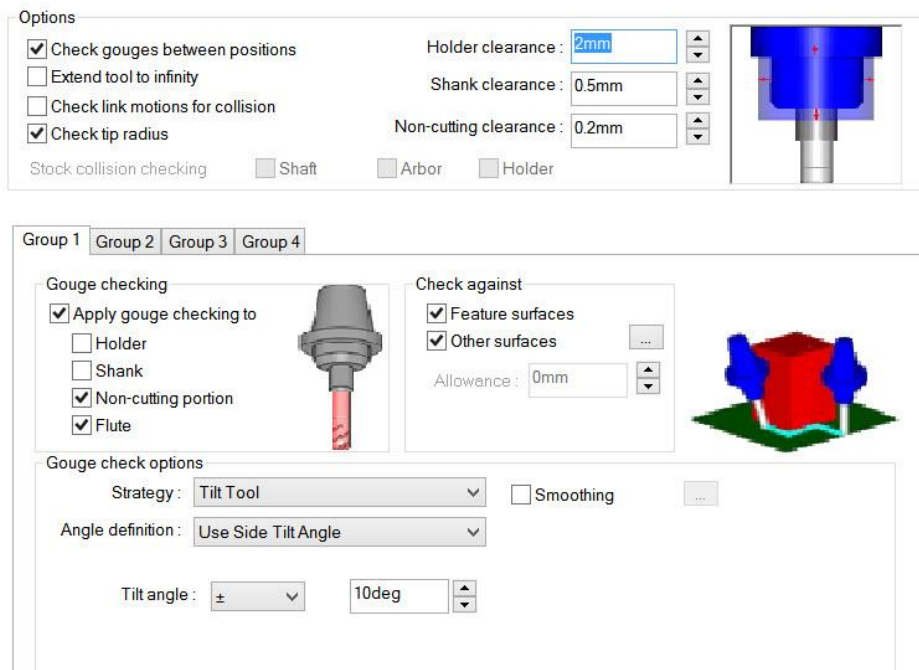 Options
Check gouges between positions
Holder clearance : 2mm
Extend tool to infinity
Shank clearance : 0.5mm
Check link motions for collision
Check tip radius
Non-cutting clearance : 0.2mm
Stock collision checking Shaft Arbor Holder
Group 1 Group 2 Group 3 Group 4
Gouge checking
Apply gouge checking to
Holder
Shank
Non-cutting portion
Flute
Check against
Feature surfaces
Other surfaces ...
Allowance : 0mm
Gouge check options
Strategy : Tilt Tool Smoothing ...
Angle definition : Use Side Tilt Angle
Tilt angle : ± 10deg